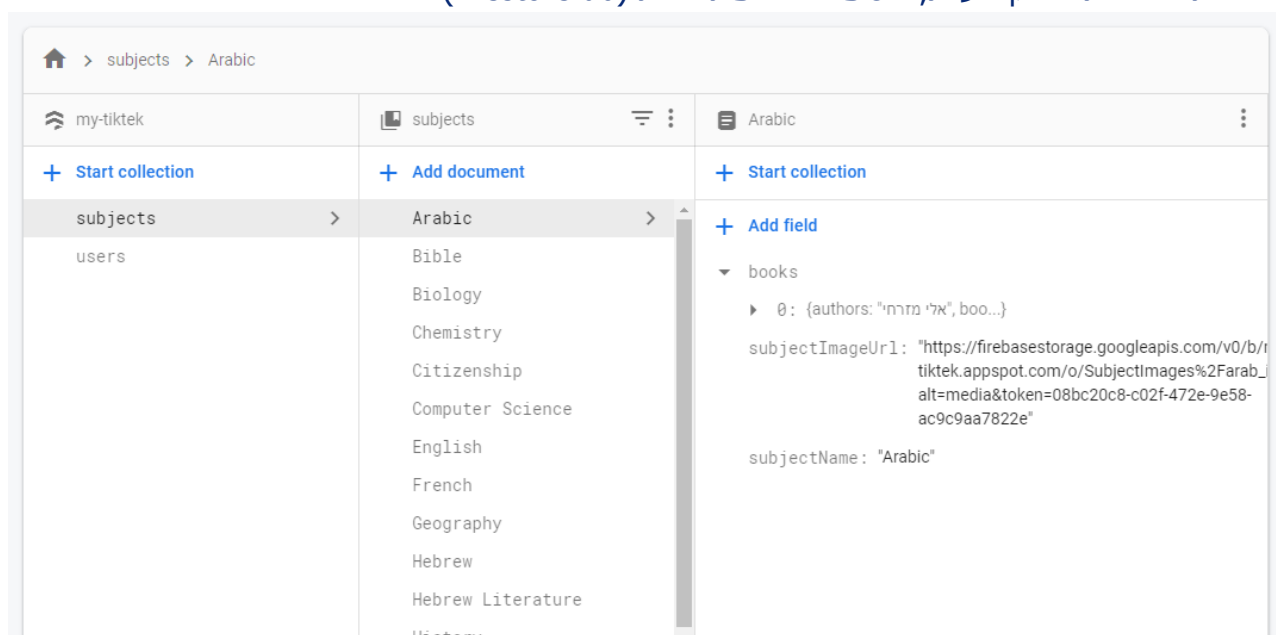 subjects > Arabic
my-tiktek
subjects
Arabic
+ Start collection
+ Add document
+ Start collection
subjects
users
Arabic
Bible
Biology
Chemistry
Citizenship
Computer Science
English
French
Geography
Hebrew
Hebrew Literature
+ Add field
books
0: {authors: "אלי מזרחי", boo...}
subjectImageUrl: "https://firebasestorage.googleapis.com/v0/b/
tiktek.appspot.com/o/SubjectImages%2Farab_
alt=media&token=08bc20c8-c02f-472e-9e58-
ac9c9aa7822e"
subjectName: "Arabic"